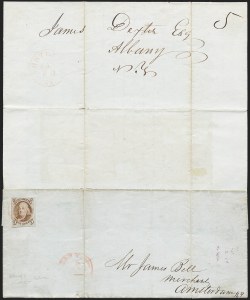 James Dexter Esq
Albany
N.Y.
5
Mr James Bell
Merchant
Amsterdam